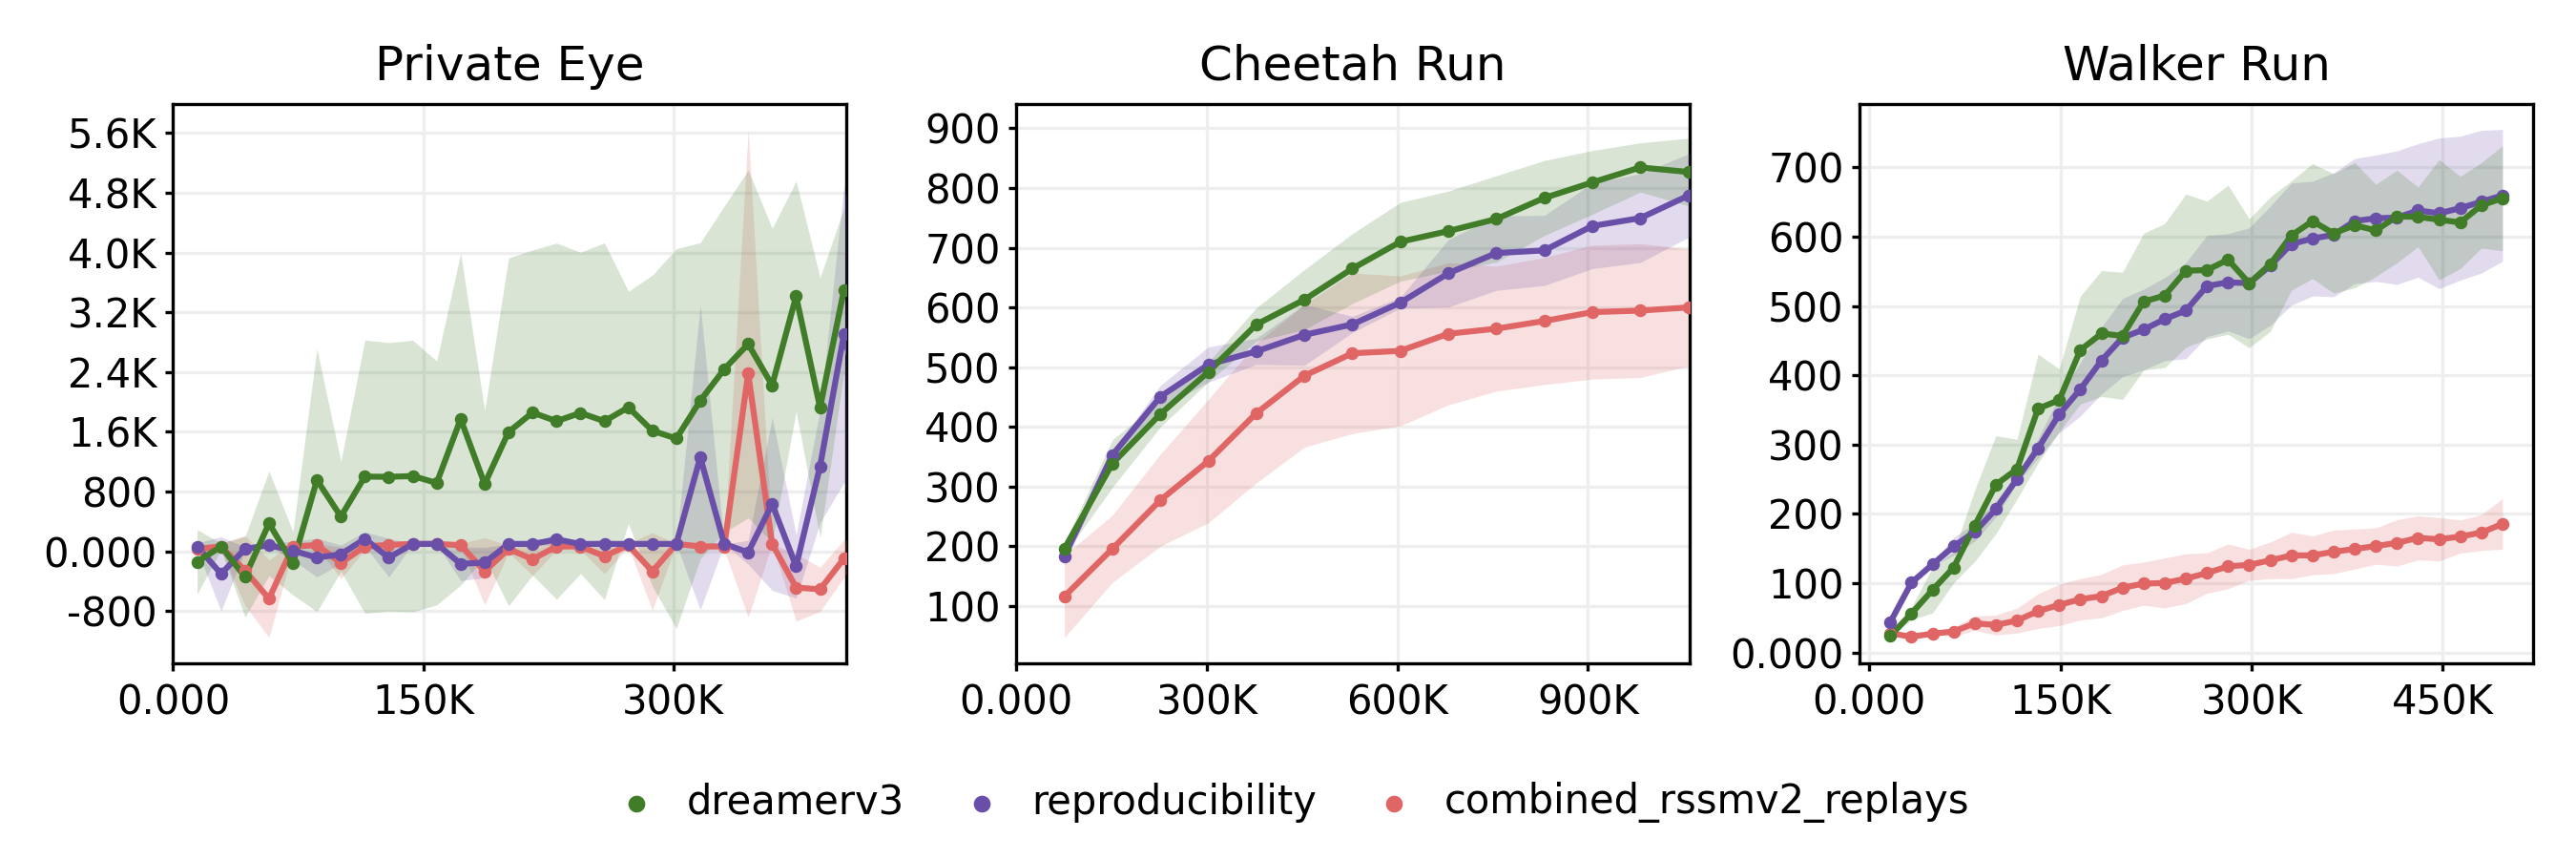 Private Eye
5.6K
4.8K
4.0K
3.2K
2.4K
1.6K
800
0.000
-800
0.000 150K 300K
Cheetah Run
900
800
700
600
500
400
300
200
100
0.000 300K 600K 900K
Walker Run
700
600
500
400
300
200
100
0.000
0.000 150K 300K 450K
dreamerv3 reproducibility combined_rssmv2_replays